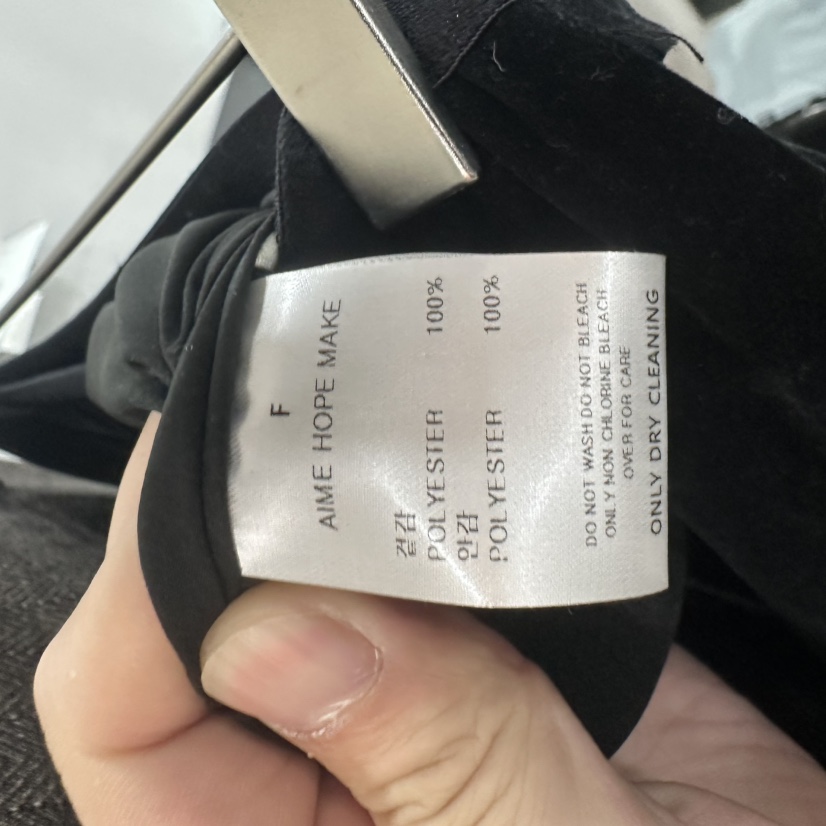 F
AIME HOPE MAKE
겉감
POLYESTER 100%
안감
POLYESTER 100%
DO NOT WASH DO NOT BLEACH
ONLY NON CHLORINE BLEACH
OVER FOR CARE
ONLY DRY CLEANING